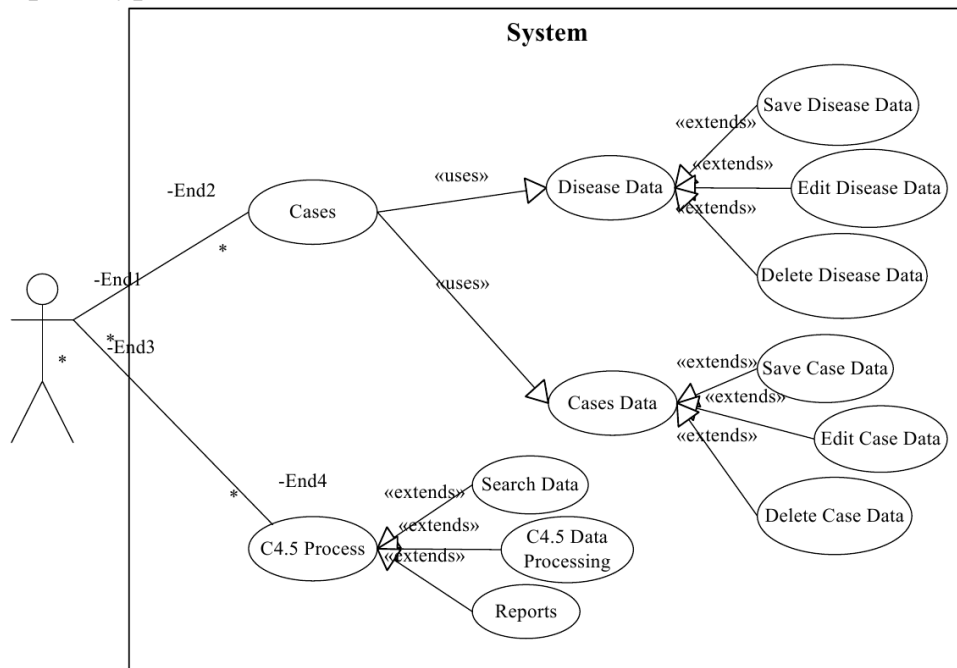 System
Save Disease Data
«extends»
«extends»
«uses»
Disease Data
Edit Disease Data
«extends»
-End2
Cases
*
Delete Disease Data
-End1
«uses»
*
-End3
*
«extends»
Save Case Data
Cases Data
«extends»
Edit Case Data
«extends»
-End4
Search Data
*
«extends»
Delete Case Data
«extends»
C4.5 Data
Processing
C4.5 Process
«extends»
Reports